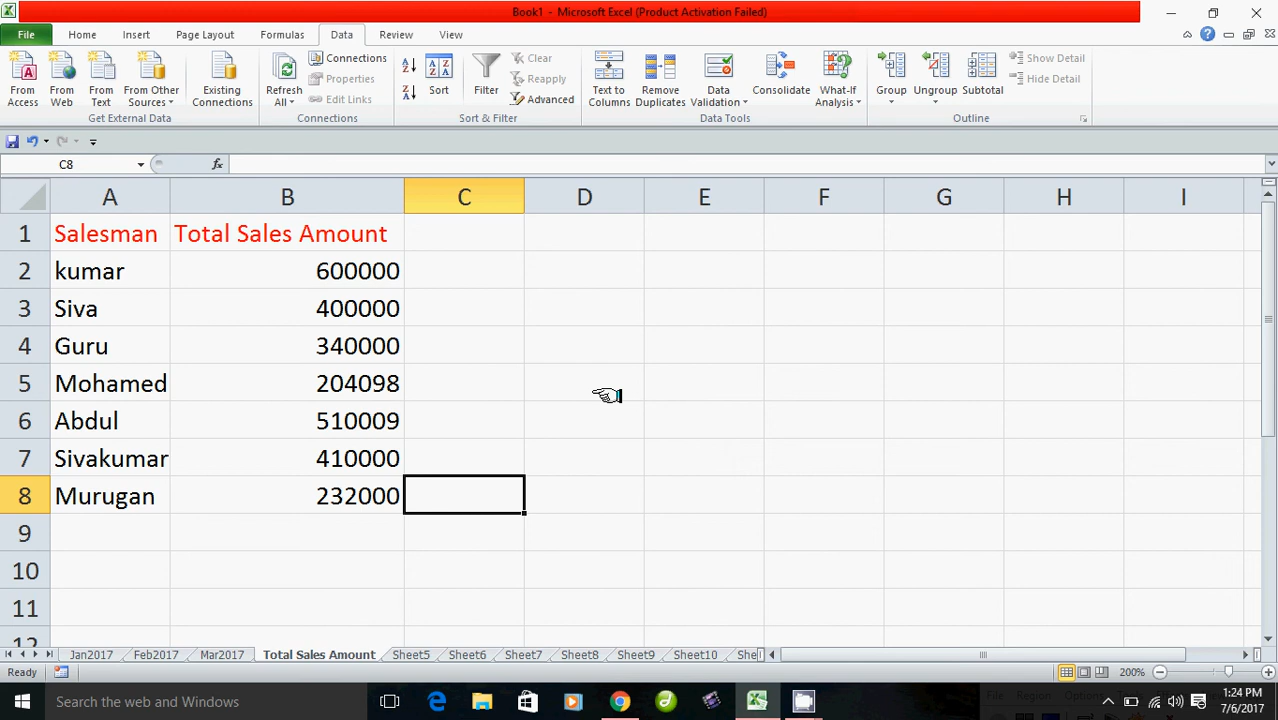 Book1 - Microsoft Excel (Product Activation Failed)
File Home Insert Page Layout Formulas Data Review View
From Access
From Web
From Text
From Other Sources
Existing Connections
Get External Data
Refresh All
Connections
Properties
Edit Links
Connections
Sort
Filter
Clear
Reapply
Advanced
Sort & Filter
Text to Columns
Remove Duplicates
Data Validation
Consolidate
What-If Analysis
Data Tools
Group
Ungroup
Subtotal
Show Detail
Hide Detail
Outline
C8 fx
A B C D E F G H I
1 Salesman Total Sales Amount
2 kumar 600000
3 Siva 400000
4 Guru 340000
5 Mohamed 204098
6 Abdul 510009
7 Sivakumar 410000
8 Murugan 232000
9
10
11
12
Jan2017 Feb2017 Mar2017 Total Sales Amount Sheet5 Sheet6 Sheet7 Sheet8 Sheet9 Sheet10 She
Ready 200%
Search the web and Windows
File Region Options
1:24 PM
7/6/2017